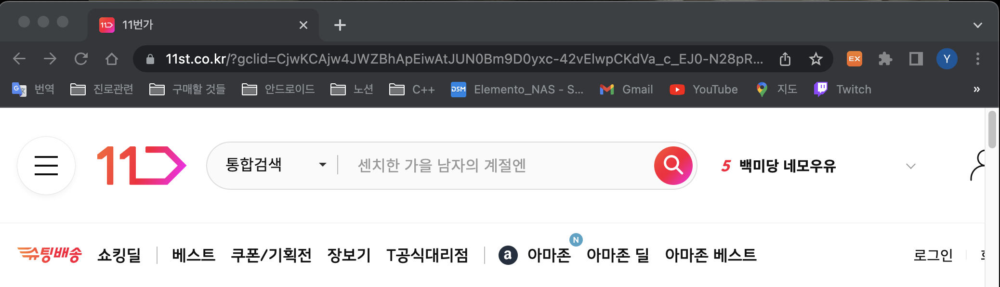 11번가
11st.co.kr/?gclid=CjwKCAjw4JWZBhApEiwAtJUN0Bm9D0yxc-42vElwpCKdVa_c_EJ0-N28pR...
EX
Y
번역 진로관련 구매할 것들 안드로이드 노션 C++ DSM Elemento_NAS - S... Gmail YouTube 지도 Twitch »
11 통합검색 센치한 가을 남자의 계절엔 5 백미당 네모우유
슈팅배송 쇼킹딜 베스트 쿠폰/기획전 장보기 T공식대리점 a 아마존 N 아마존 딜 아마존 베스트 로그인